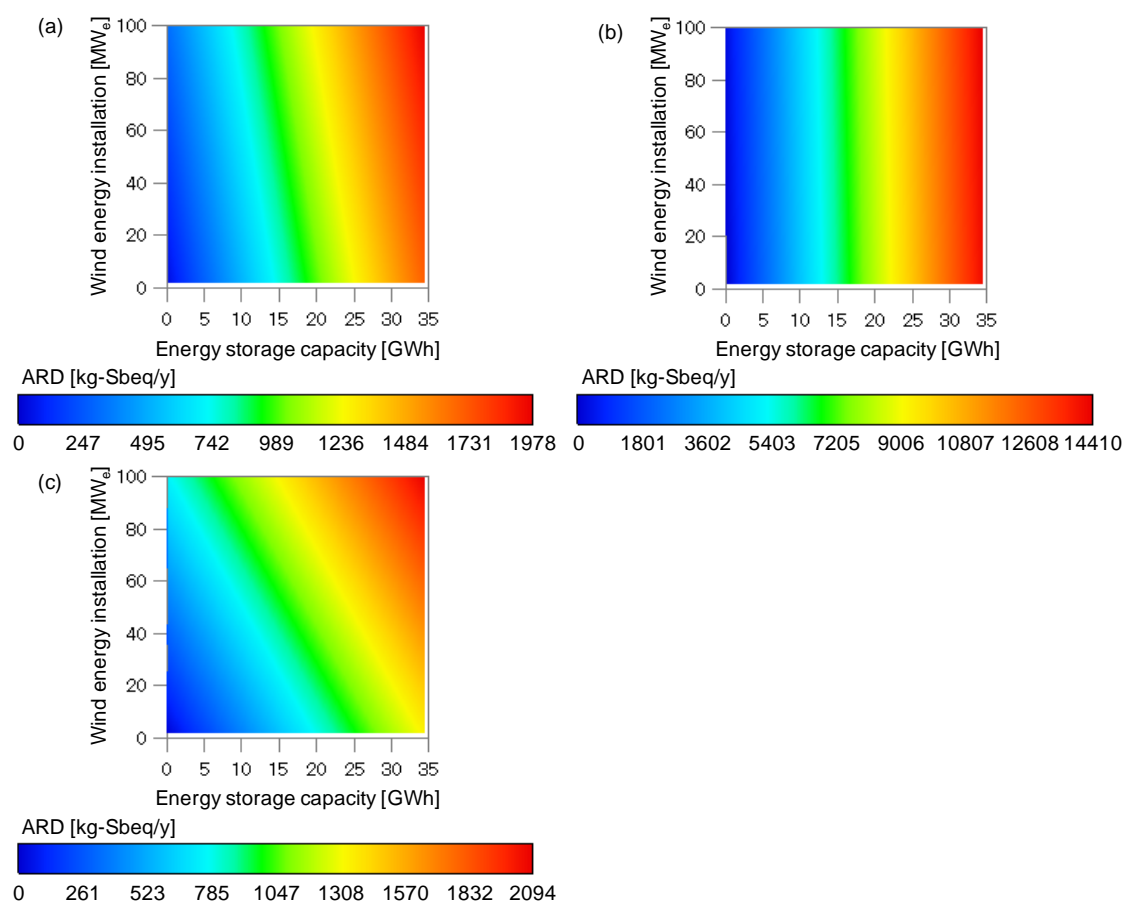 (a)
Wind energy installation [MWe]
100
80
60
40
20
0
0 5 10 15 20 25 30 35
Energy storage capacity [GWh]
ARD [kg-Sbeq/y]
0 247 495 742 989 1236 1484 1731 1978
(b)
Wind energy installation [MWe]
100
80
60
40
20
0
0 5 10 15 20 25 30 35
Energy storage capacity [GWh]
ARD [kg-Sbeq/y]
0 1801 3602 5403 7205 9006 10807 12608 14410
(c)
Wind energy installation [MWe]
100
80
60
40
20
0
0 5 10 15 20 25 30 35
Energy storage capacity [GWh]
ARD [kg-Sbeq/y]
0 261 523 785 1047 1308 1570 1832 2094